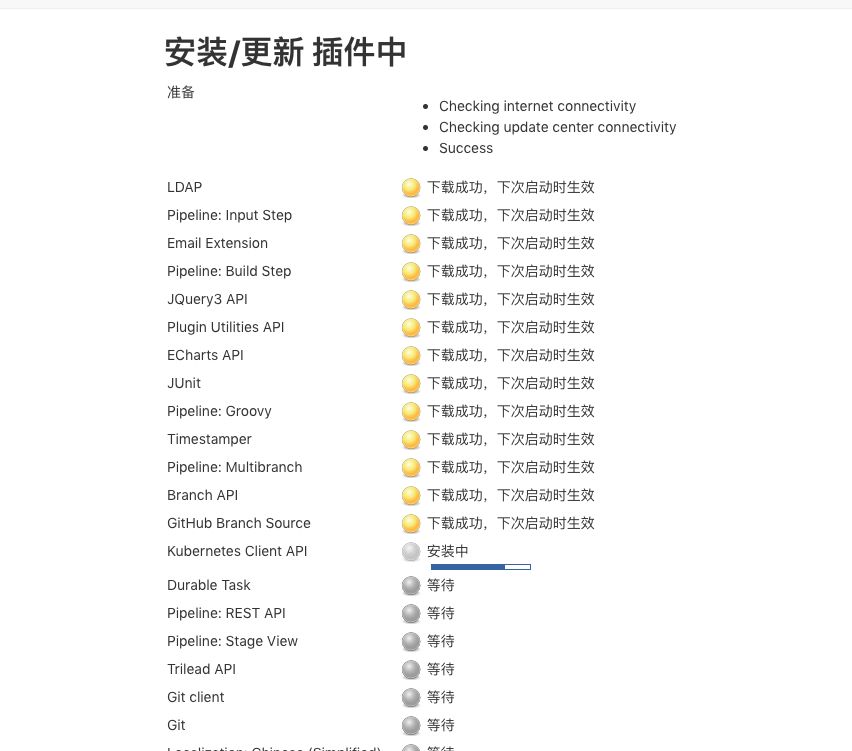 安装/更新 插件中
准备
Checking internet connectivity
Checking update center connectivity
Success
LDAP 下载成功，下次启动时生效
Pipeline: Input Step 下载成功，下次启动时生效
Email Extension 下载成功，下次启动时生效
Pipeline: Build Step 下载成功，下次启动时生效
JQuery3 API 下载成功，下次启动时生效
Plugin Utilities API 下载成功，下次启动时生效
ECharts API 下载成功，下次启动时生效
JUnit 下载成功，下次启动时生效
Pipeline: Groovy 下载成功，下次启动时生效
Timestamper 下载成功，下次启动时生效
Pipeline: Multibranch 下载成功，下次启动时生效
Branch API 下载成功，下次启动时生效
GitHub Branch Source 下载成功，下次启动时生效
Kubernetes Client API 安装中
Durable Task 等待
Pipeline: REST API 等待
Pipeline: Stage View 等待
Trilead API 等待
Git client 等待
Git 等待
Localization: Chinese (Simplified) 等待